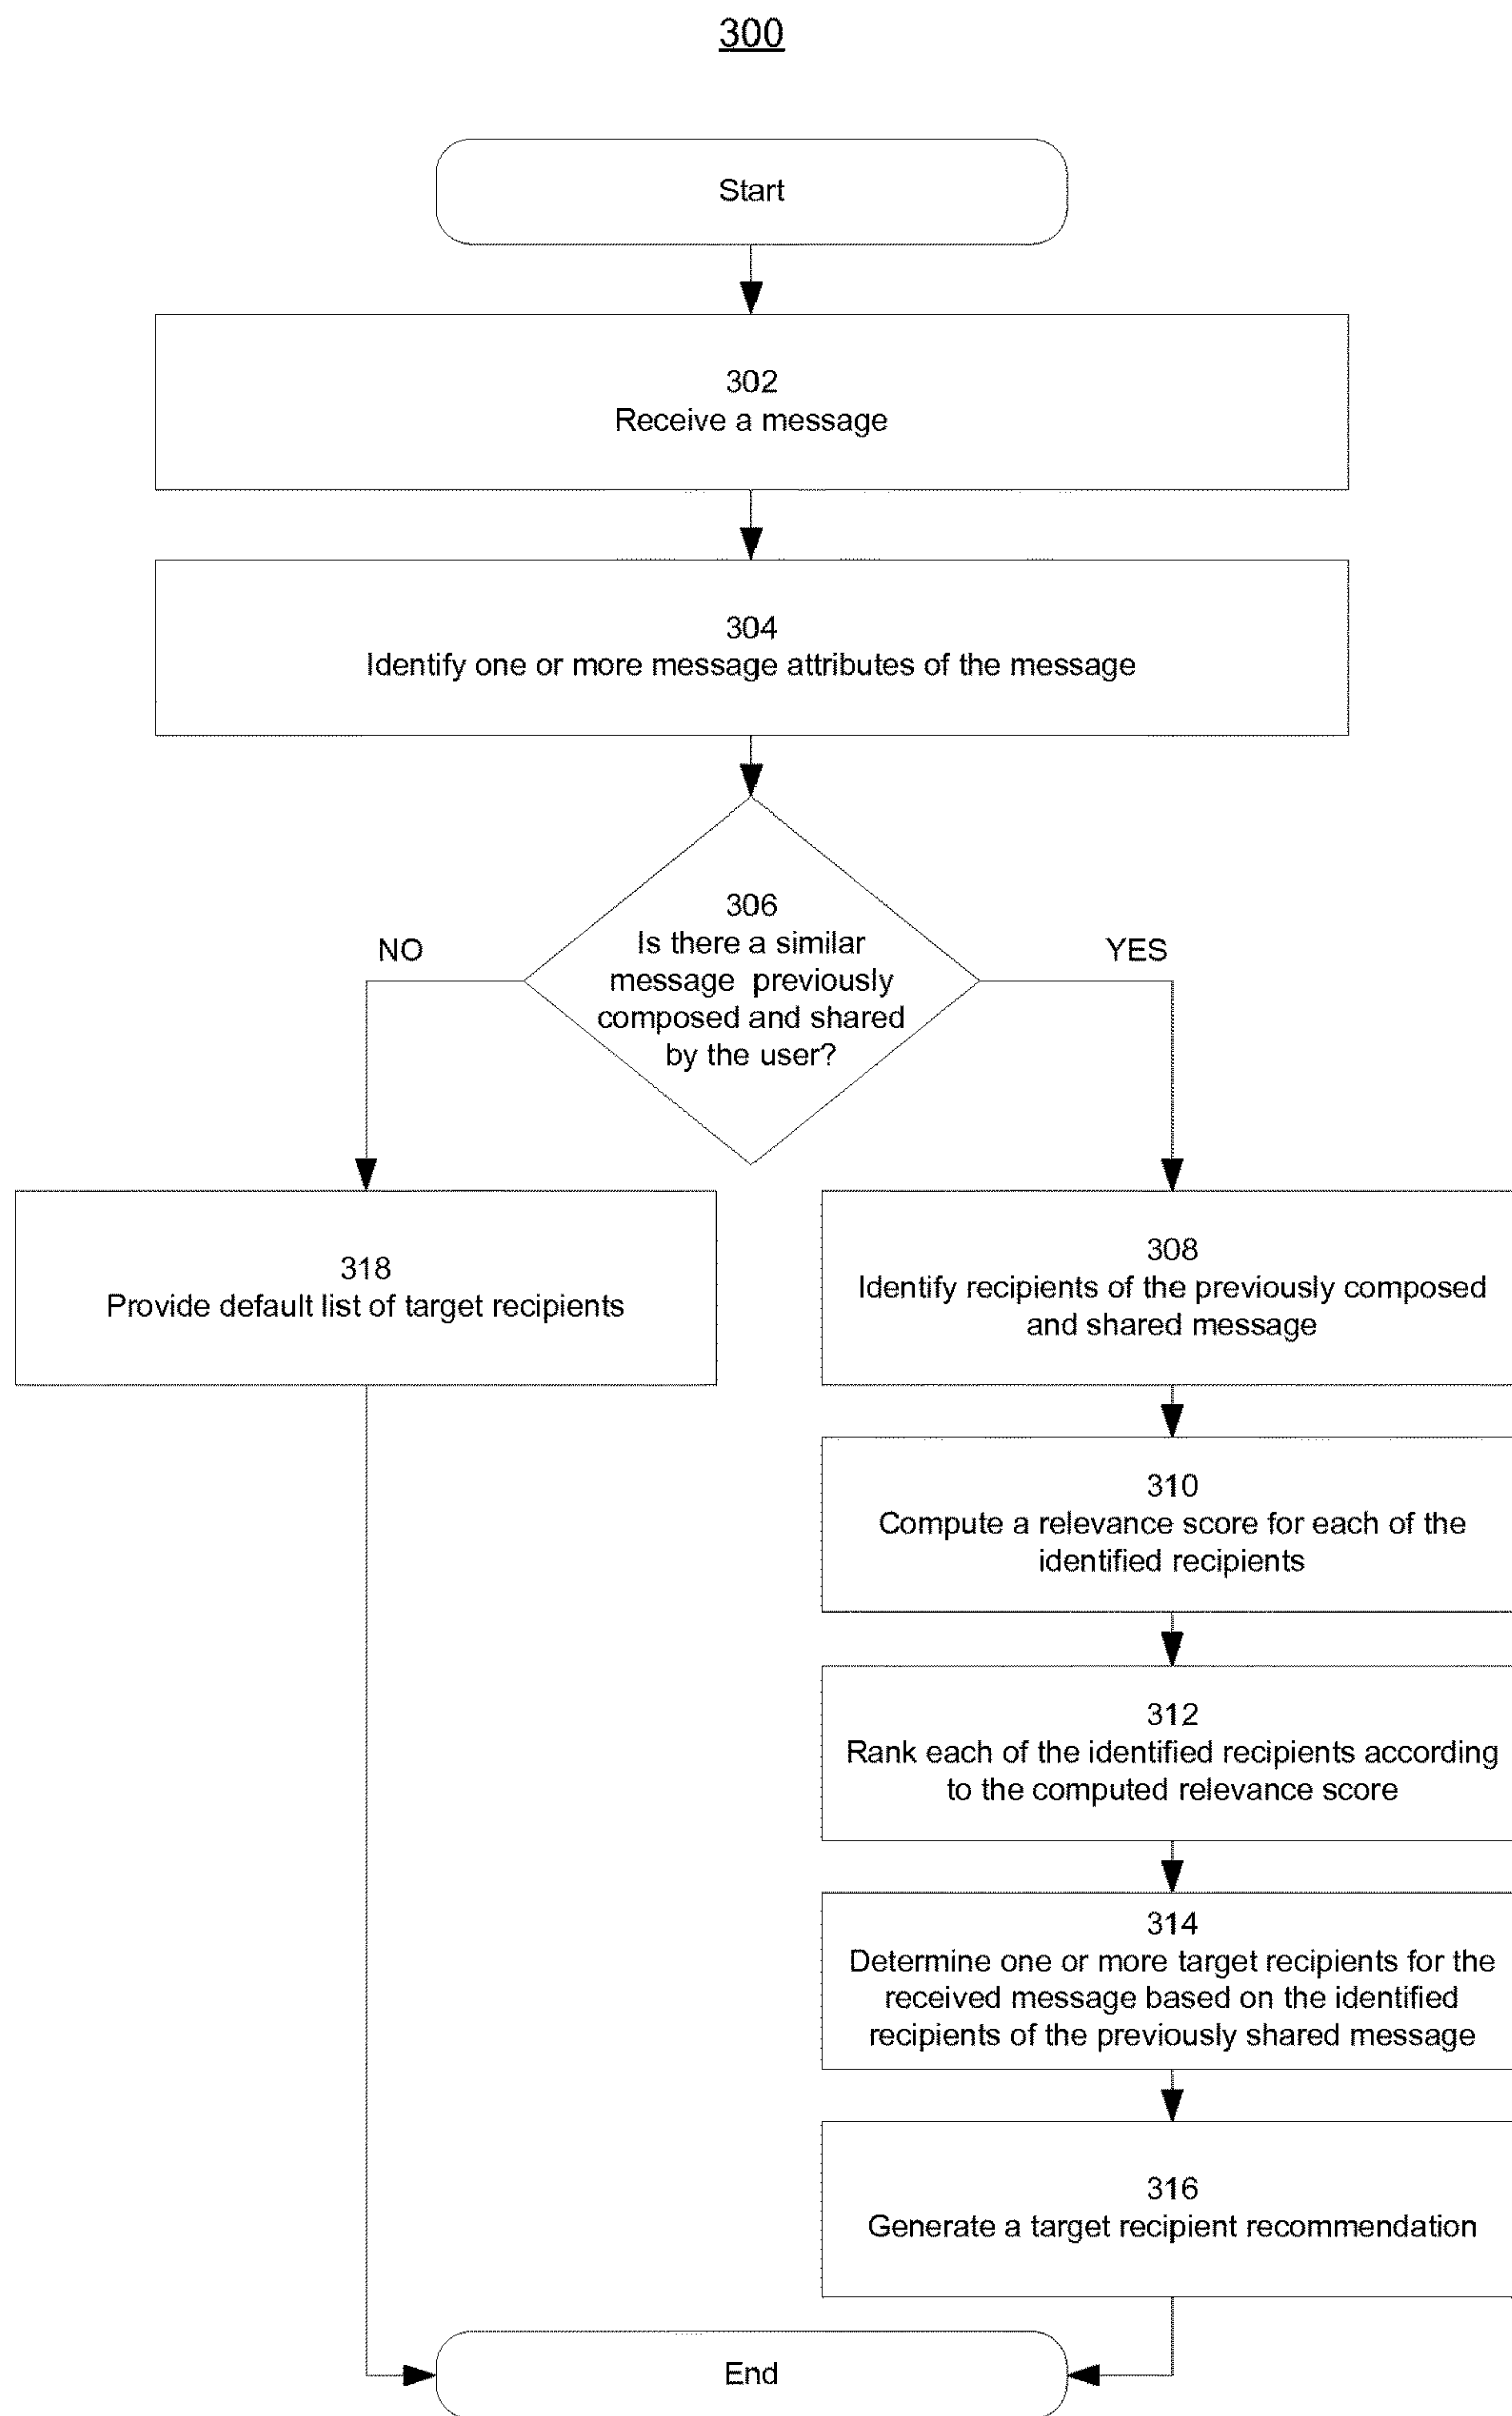 300
Start
302
Receive a message
304
Identify one or more message attributes of the message
306
Is there a similar
message previously
composed and shared
by the user?
NO
YES
318
Provide default list of target recipients
308
Identify recipients of the previously composed
and shared message
310
Compute a relevance score for each of the
identified recipients
312
Rank each of the identified recipients according
to the computed relevance score
314
Determine one or more target recipients for the
received message based on the identified
recipients of the previously shared message
316
Generate a target recipient recommendation
End